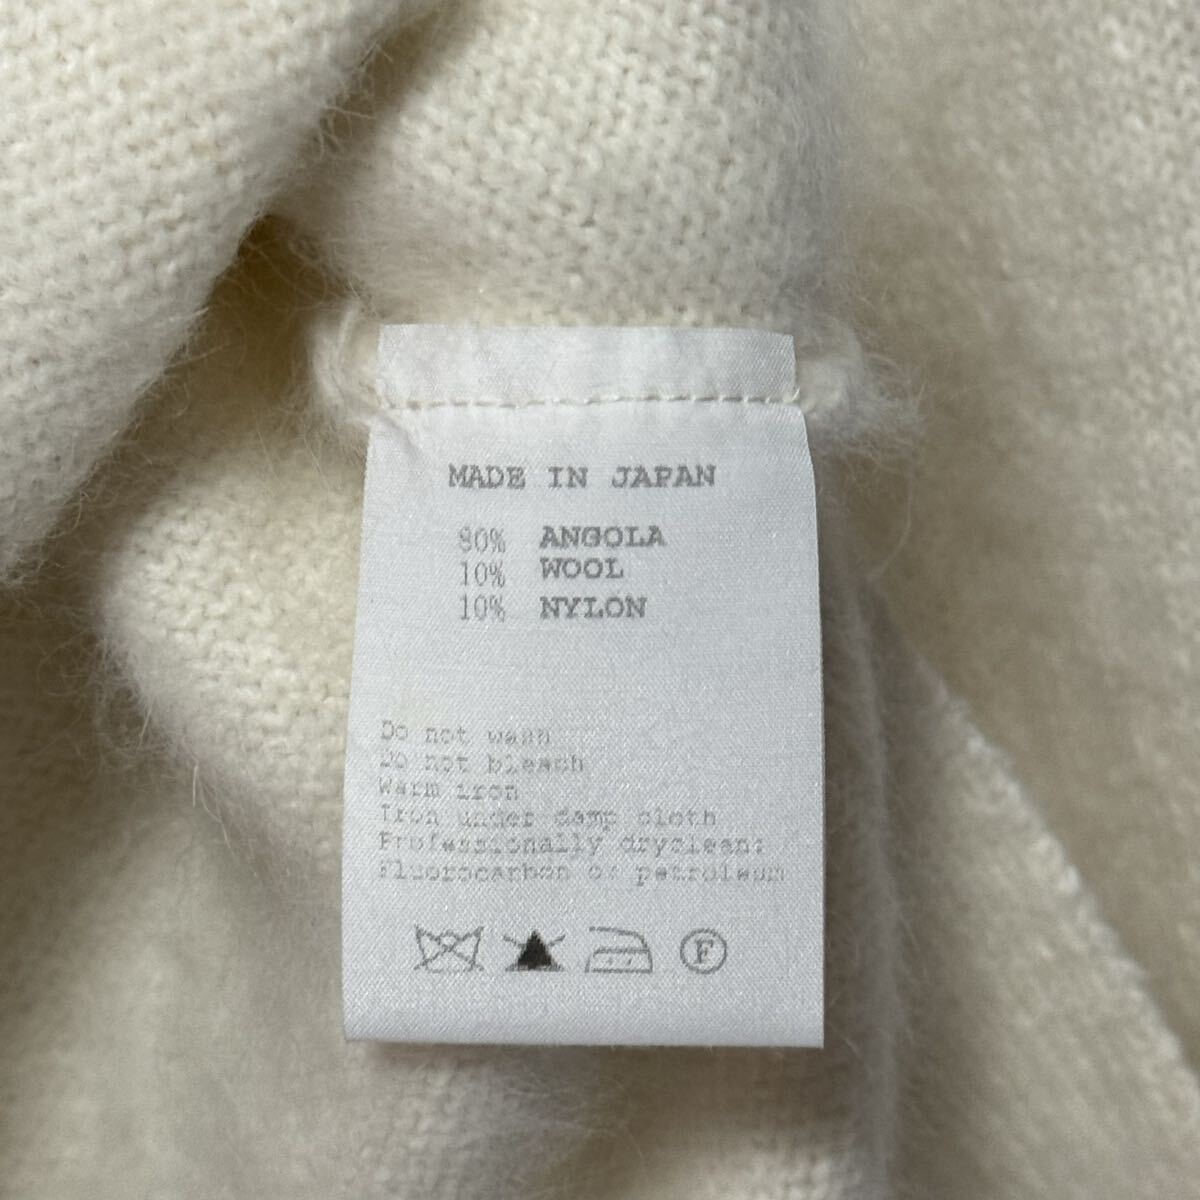 MADE IN JAPAN
80% ANGOLA
10% WOOL
10% NYLON
Do not wash
Do not bleach
Warm iron
Iron under damp cloth
Professionally dryclean:
Fluorocarbon or petroleum
F